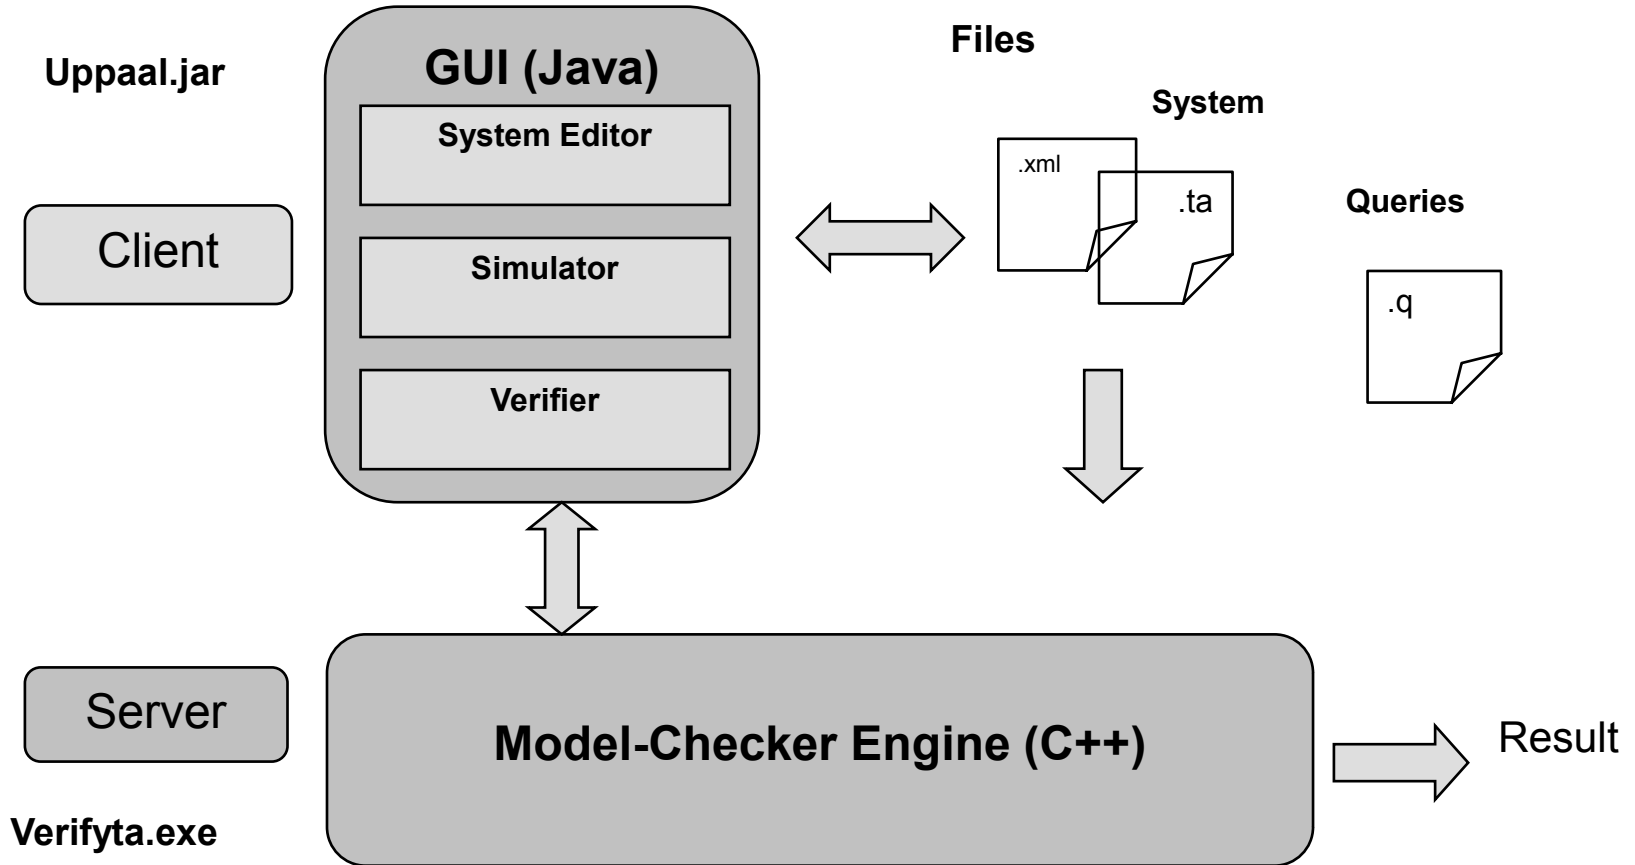 Uppaal.jar
GUI (Java)
System Editor
Simulator
Verifier
Client
Files
System
.xml
.ta
Queries
.q
Server
Verifyta.exe
Model-Checker Engine (C++)
Result